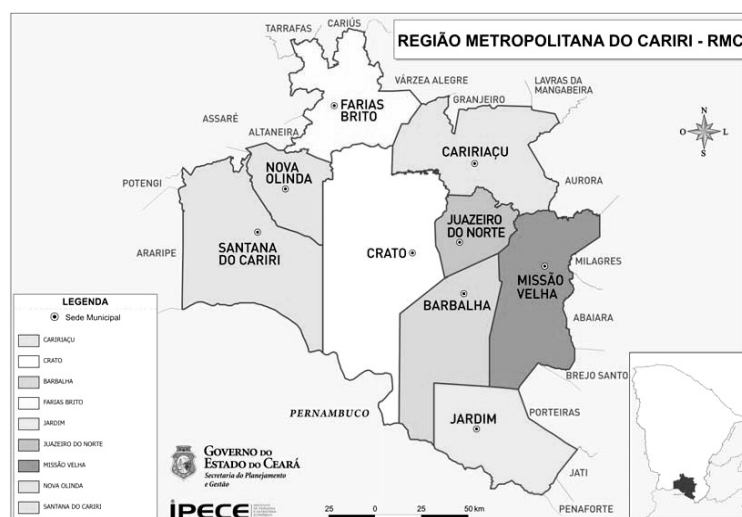 REGIÃO METROPOLITANA DO CARIRI - RMC
TARRAFAS
CARIÚS
VÁRZEA ALEGRE
LAVRAS DA
MANGABEIRA
GRANJEIRO
FARIAS
BRITO
ASSARÉ
ALTANEIRA
N
O
L
S
CARIRIAÇU
NOVA
OLINDA
POTENGI
AURORA
JUAZEIRO
DO NORTE
SANTANA
DO CARIRI
ARARIPE
CRATO
MILAGRES
MISSÃO
VELHA
BARBALHA
ABAIARA
BREJO SANTO
PERNAMBUCO
JARDIM
PORTEIRAS
JATI
PENAFORTE
LEGENDA
Sede Municipal
CARIRIAÇU
CRATO
BARBALHA
FARIAS BRITO
JARDIM
JUAZEIRO DO NORTE
MISSÃO VELHA
NOVA OLINDA
SANTANA DO CARIRI
GOVERNO DO
ESTADO DO CEARÁ
Secretaria do Planejamento
e Gestão
IPECE
25 0 25 50 km